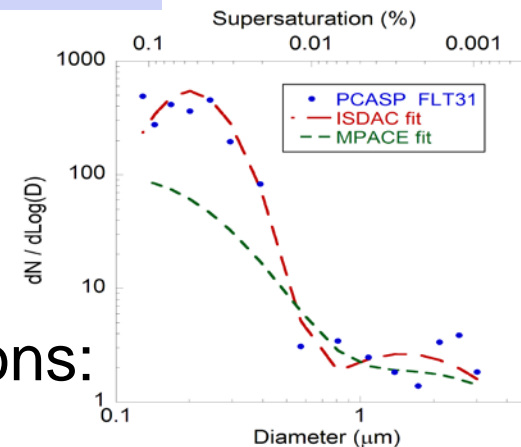 Supersaturation (%)
0.1 0.01 0.001
1000
PCASP FLT31
ISDAC fit
MPACE fit
100
dN / dLog(D)
10
ons:
1
0.1 1
Diameter (µm)